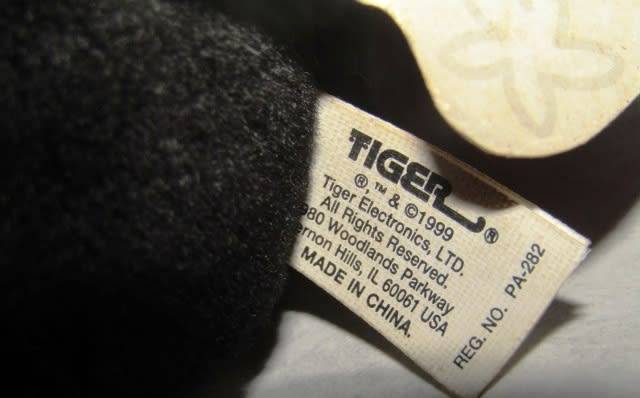 TIGER®
®, ™ & ©1999
Tiger Electronics, LTD.
All Rights Reserved.
980 Woodlands Parkway
ernon Hills, IL 60061 USA
MADE IN CHINA.
REG. NO. PA-282